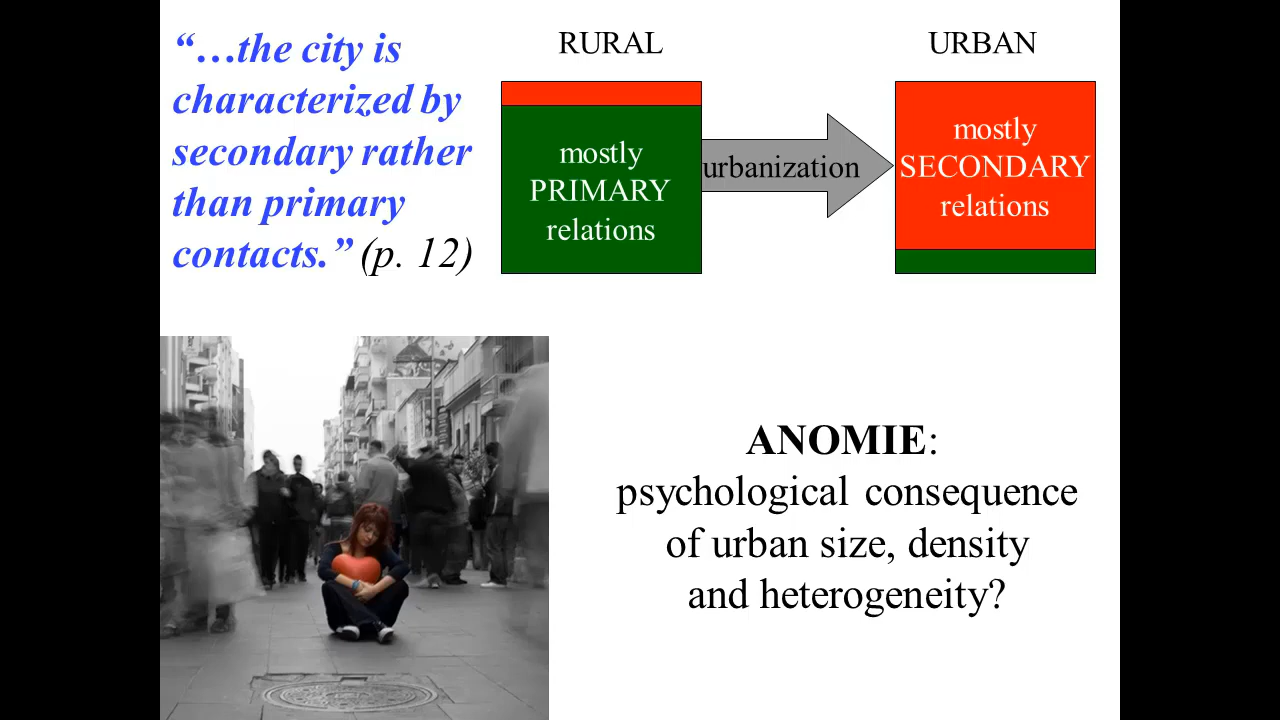 “…the city is
characterized by
secondary rather
than primary
contacts.” (p. 12)
RURAL
mostly
PRIMARY
relations
urbanization
URBAN
mostly
SECONDARY
relations
ANOMIE:
psychological consequence
of urban size, density
and heterogeneity?